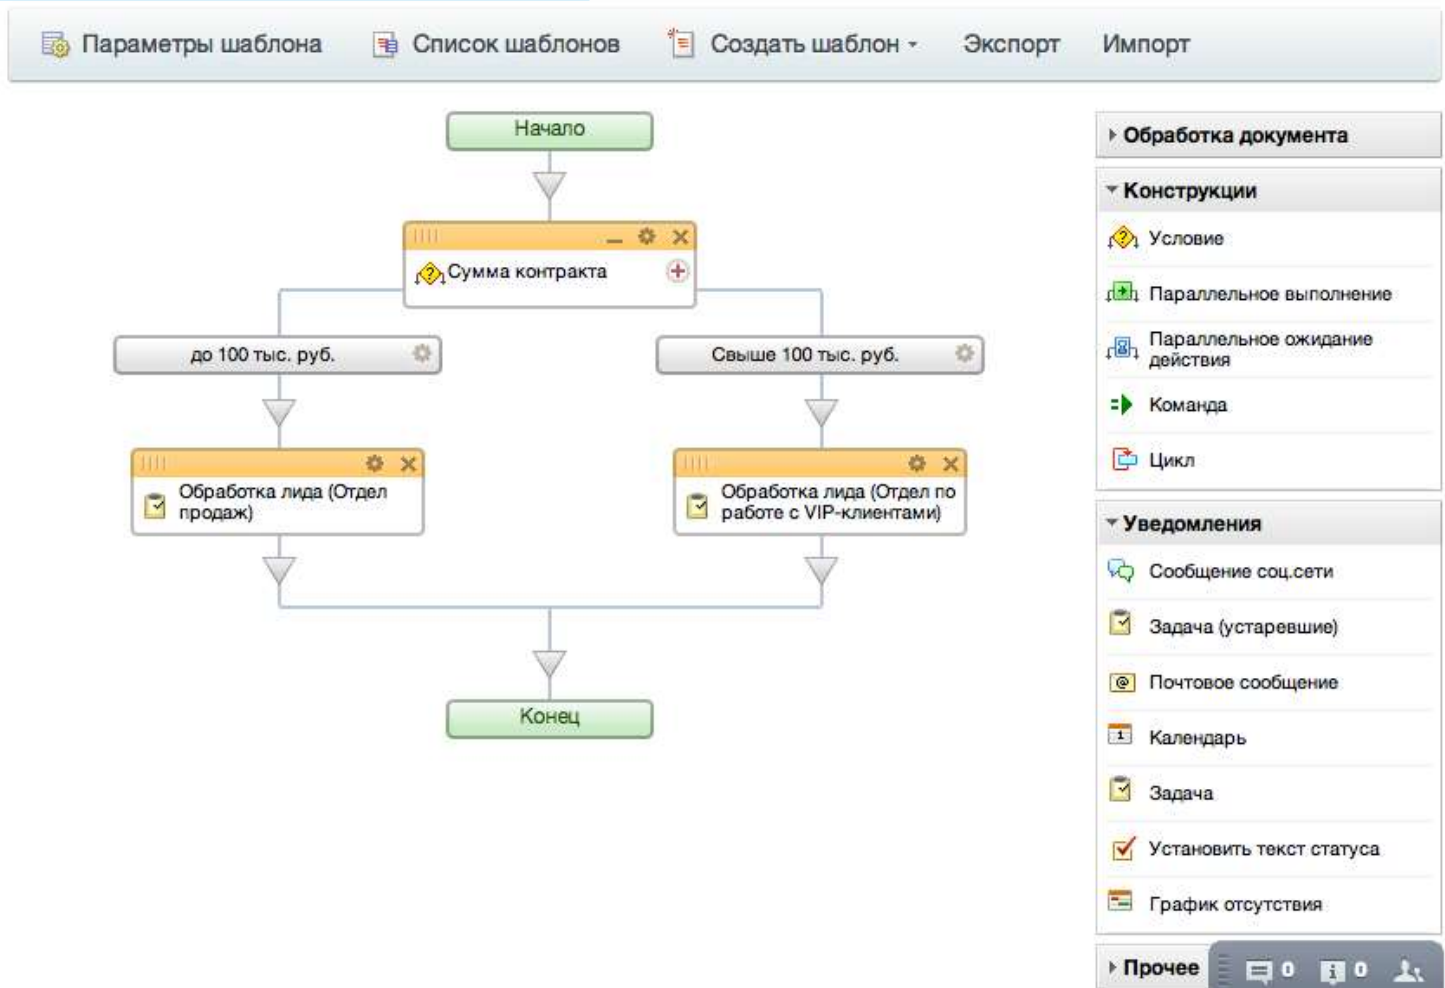 Параметры шаблона
Список шаблонов
Создать шаблон
Экспорт
Импорт
Начало
Сумма контракта
до 100 тыс. руб.
Свыше 100 тыс. руб.
Обработка лида (Отдел
продаж)
Обработка лида (Отдел по
работе с VIP-клиентами)
Конец
Обработка документа
Конструкции
Условие
Параллельное выполнение
Параллельное ожидание
действия
Команда
Цикл
Уведомления
Сообщение соц.сети
Задача (устаревшие)
Почтовое сообщение
Календарь
Задача
Установить текст статуса
График отсутствия
Прочее
0
0